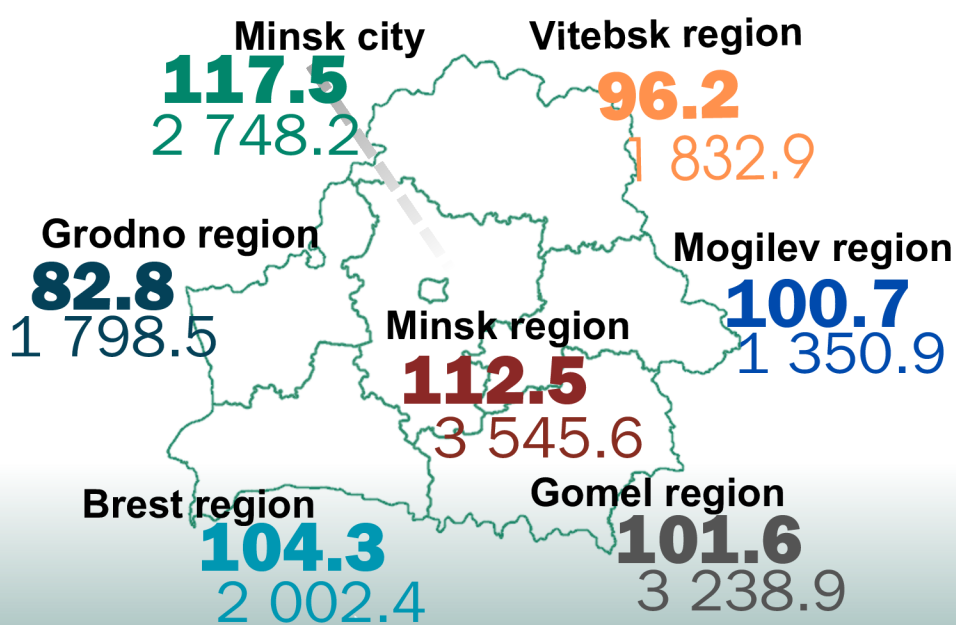 Minsk city
117.5
2 748.2
Vitebsk region
96.2
1 832.9
Grodno region
82.8
1 798.5
Mogilev region
100.7
1 350.9
Minsk region
112.5
3 545.6
Brest region
104.3
2 002.4
Gomel region
101.6
3 238.9